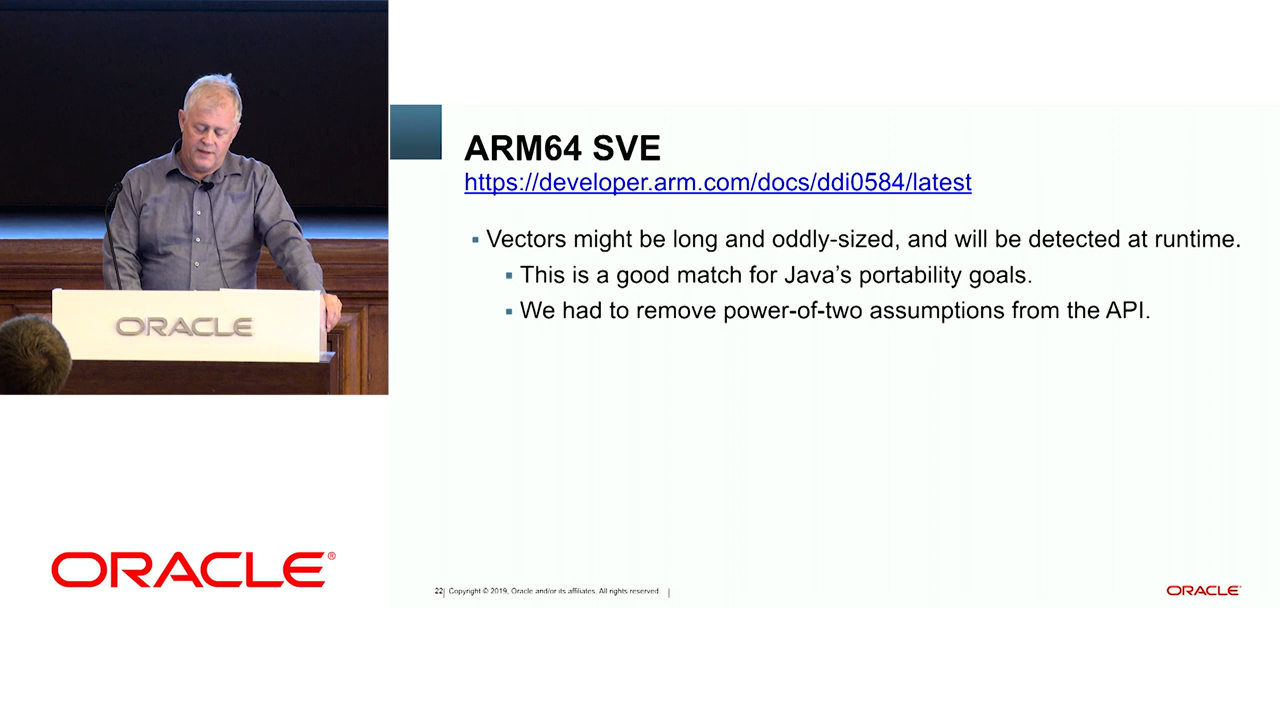 ORACLE
ORACLE®
ARM64 SVE
https://developer.arm.com/docs/ddi0584/latest
▪ Vectors might be long and oddly-sized, and will be detected at runtime.
▪ This is a good match for Java’s portability goals.
▪ We had to remove power-of-two assumptions from the API.
22| Copyright © 2019, Oracle and/or its affiliates. All rights reserved. |
ORACLE®